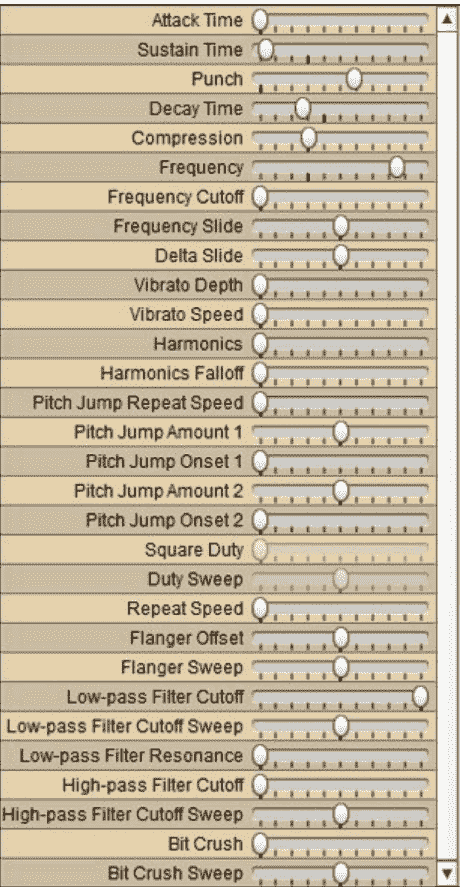 Attack Time
Sustain Time
Punch
Decay Time
Compression
Frequency
Frequency Cutoff
Frequency Slide
Delta Slide
Vibrato Depth
Vibrato Speed
Harmonics
Harmonics Falloff
Pitch Jump Repeat Speed
Pitch Jump Amount 1
Pitch Jump Onset 1
Pitch Jump Amount 2
Pitch Jump Onset 2
Square Duty
Duty Sweep
Repeat Speed
Flanger Offset
Flanger Sweep
Low-pass Filter Cutoff
Low-pass Filter Cutoff Sweep
Low-pass Filter Resonance
High-pass Filter Cutoff
High-pass Filter Cutoff Sweep
Bit Crush
Bit Crush Sweep